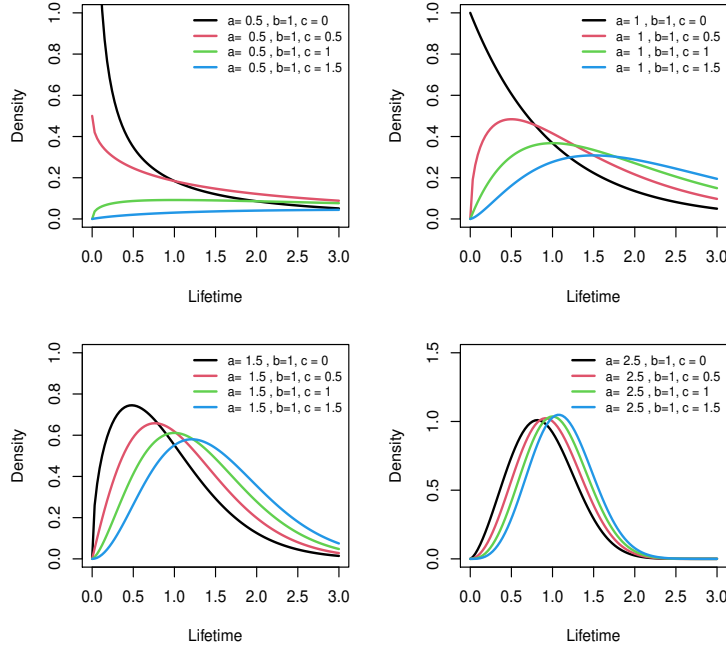 a= 0.5 , b=1, c = 0
a= 0.5 , b=1, c = 0.5
a= 0.5 , b=1, c = 1
a= 0.5 , b=1, c = 1.5
Density
0.0 0.2 0.4 0.6 0.8 1.0
0.0 0.5 1.0 1.5 2.0 2.5 3.0
Lifetime
a= 1 , b=1, c = 0
a= 1 , b=1, c = 0.5
a= 1 , b=1, c = 1
a= 1 , b=1, c = 1.5
Density
0.0 0.2 0.4 0.6 0.8 1.0
0.0 0.5 1.0 1.5 2.0 2.5 3.0
Lifetime
a= 1.5 , b=1, c = 0
a= 1.5 , b=1, c = 0.5
a= 1.5 , b=1, c = 1
a= 1.5 , b=1, c = 1.5
Density
0.0 0.2 0.4 0.6 0.8 1.0
0.0 0.5 1.0 1.5 2.0 2.5 3.0
Lifetime
a= 2.5 , b=1, c = 0
a= 2.5 , b=1, c = 0.5
a= 2.5 , b=1, c = 1
a= 2.5 , b=1, c = 1.5
Density
0.0 0.5 1.0 1.5
0.0 0.5 1.0 1.5 2.0 2.5 3.0
Lifetime